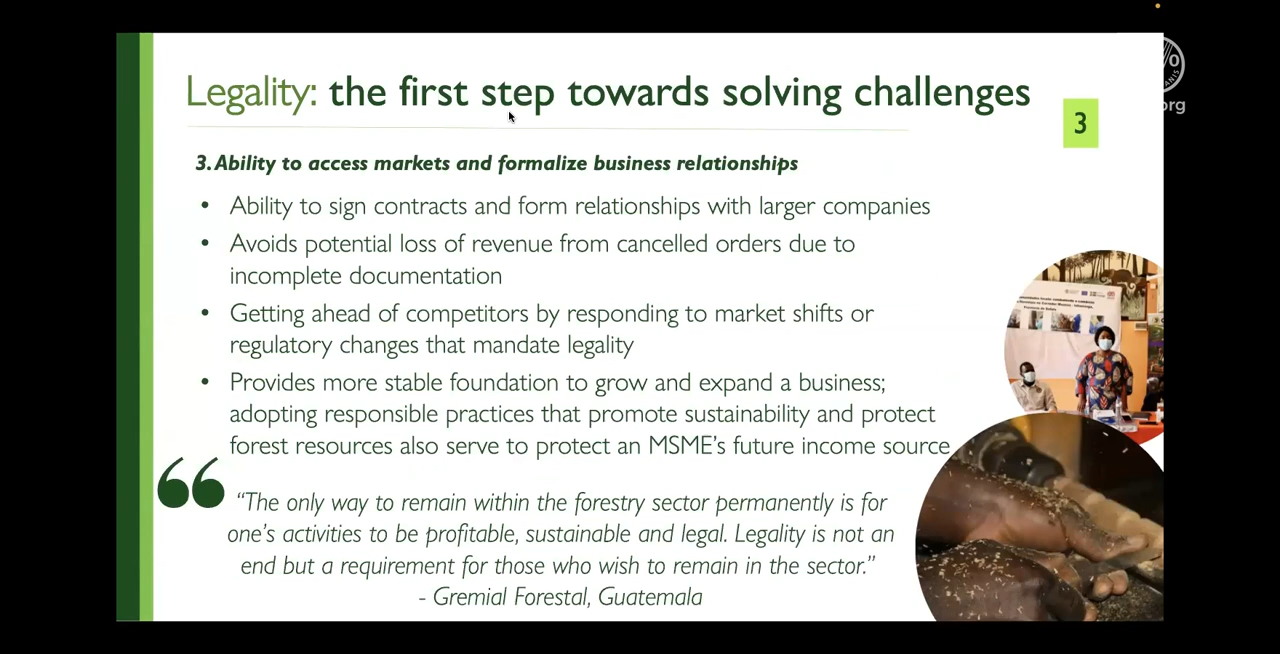 Legality: the first step towards solving challenges
3
3. Ability to access markets and formalize business relationships
• Ability to sign contracts and form relationships with larger companies
• Avoids potential loss of revenue from cancelled orders due to
incomplete documentation
• Getting ahead of competitors by responding to market shifts or
regulatory changes that mandate legality
• Provides more stable foundation to grow and expand a business;
adopting responsible practices that promote sustainability and protect
forest resources also serve to protect an MSME's future income source
“The only way to remain within the forestry sector permanently is for
one's activities to be profitable, sustainable and legal. Legality is not an
end but a requirement for those who wish to remain in the sector.”
- Gremial Forestal, Guatemala
org